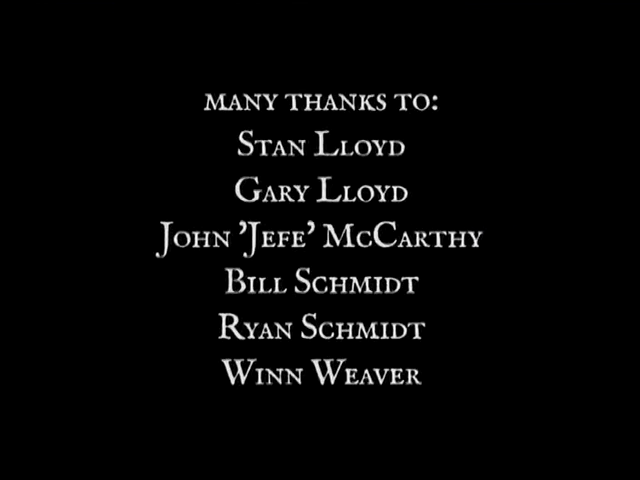 MANY THANKS TO:
STAN LLOYD
GARY LLOYD
JOHN 'JEFE' MCCARTHY
BILL SCHMIDT
RYAN SCHMIDT
WINN WEAVER